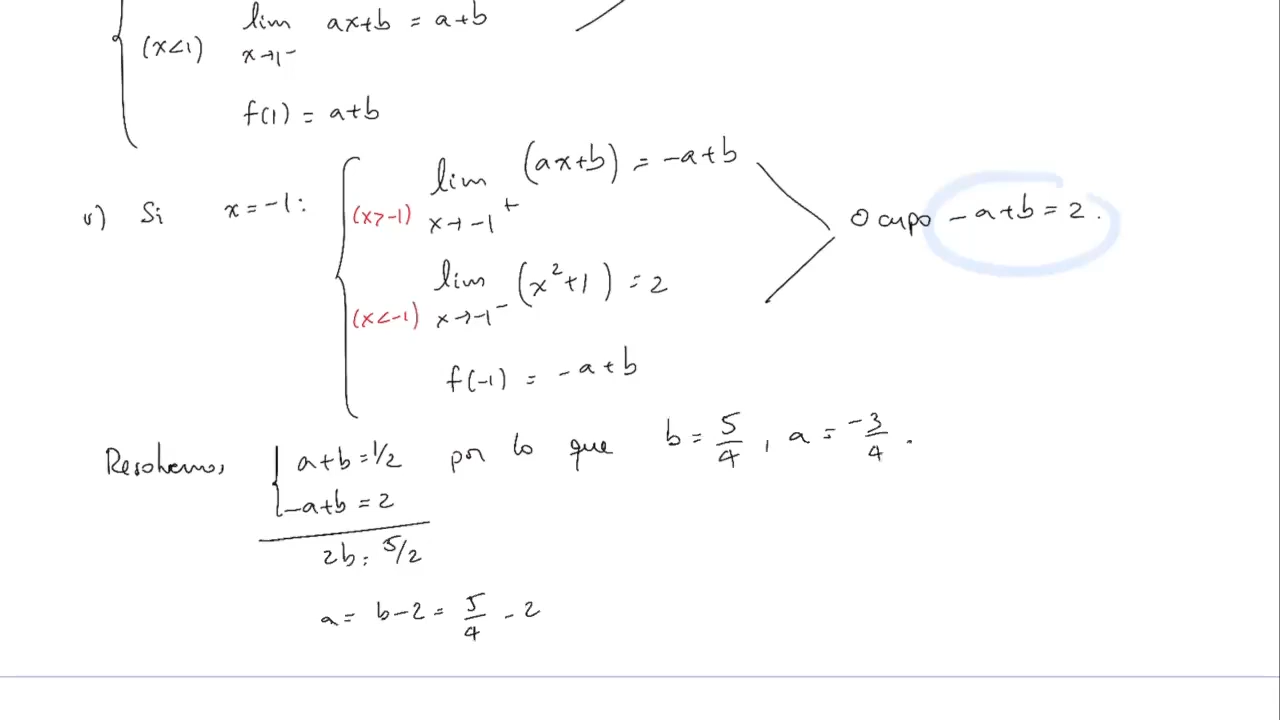 (x<1) lim ax+b = a+b
x→1⁻
f(1) = a+b
v) Si x=-1: lim (ax+b) = -a+b
(x>-1) x→-1⁺
Ocupo -a+b=2.
lim (x²+1) = 2
(x<-1) x→-1⁻
f(-1) = -a+b
Resolvemos a+b=1/2 por lo que b = 5/4, a = -3/4.
-a+b=2
2b=5/2
a= b-2= 5/4 -2